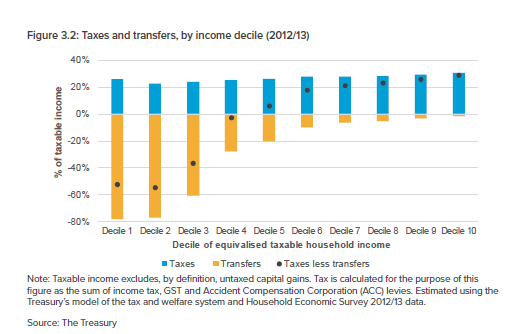 Figure 3.2: Taxes and transfers, by income decile (2012/13)
% of taxable income
40%
20%
0%
-20%
-40%
-60%
-80%
Decile 1 Decile 2 Decile 3 Decile 4 Decile 5 Decile 6 Decile 7 Decile 8 Decile 9 Decile 10
Decile of equivalised taxable household income
Taxes Transfers Taxes less transfers
Note: Taxable income excludes, by definition, untaxed capital gains. Tax is calculated for the purpose of this
figure as the sum of income tax, GST and Accident Compensation Corporation (ACC) levies. Estimated using the
Treasury's model of the tax and welfare system and Household Economic Survey 2012/13 data.
Source: The Treasury